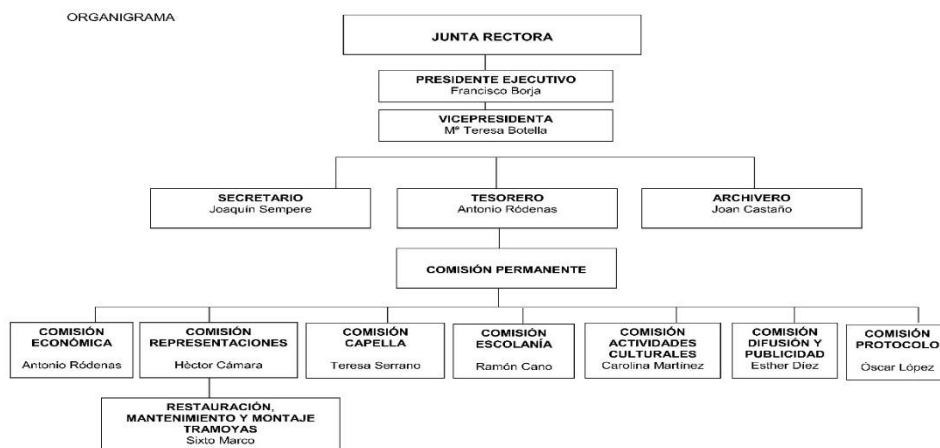 ORGANIGRAMA
JUNTA RECTORA
PRESIDENTE EJECUTIVO
Francisco Borja
VICEPRESIDENTA
Mª Teresa Botella
SECRETARIO
Joaquín Sempere
TESORERO
Antonio Ródenas
ARCHIVERO
Joan Castaño
COMISIÓN PERMANENTE
COMISIÓN
ECONÓMICA
Antonio Ródenas
COMISIÓN
REPRESENTACIONES
Hèctor Cámara
COMISIÓN
CAPELLA
Teresa Serrano
COMISIÓN
ESCOLANÍA
Ramón Cano
COMISIÓN
ACTIVIDADES
CULTURALES
Carolina Martínez
COMISIÓN
DIFUSIÓN Y
PUBLICIDAD
Esther Díez
COMISIÓN
PROTOCOLO
Óscar López
RESTAURACIÓN,
MANTENIMIENTO Y MONTAJE
TRAMOYAS
Sixto Marco